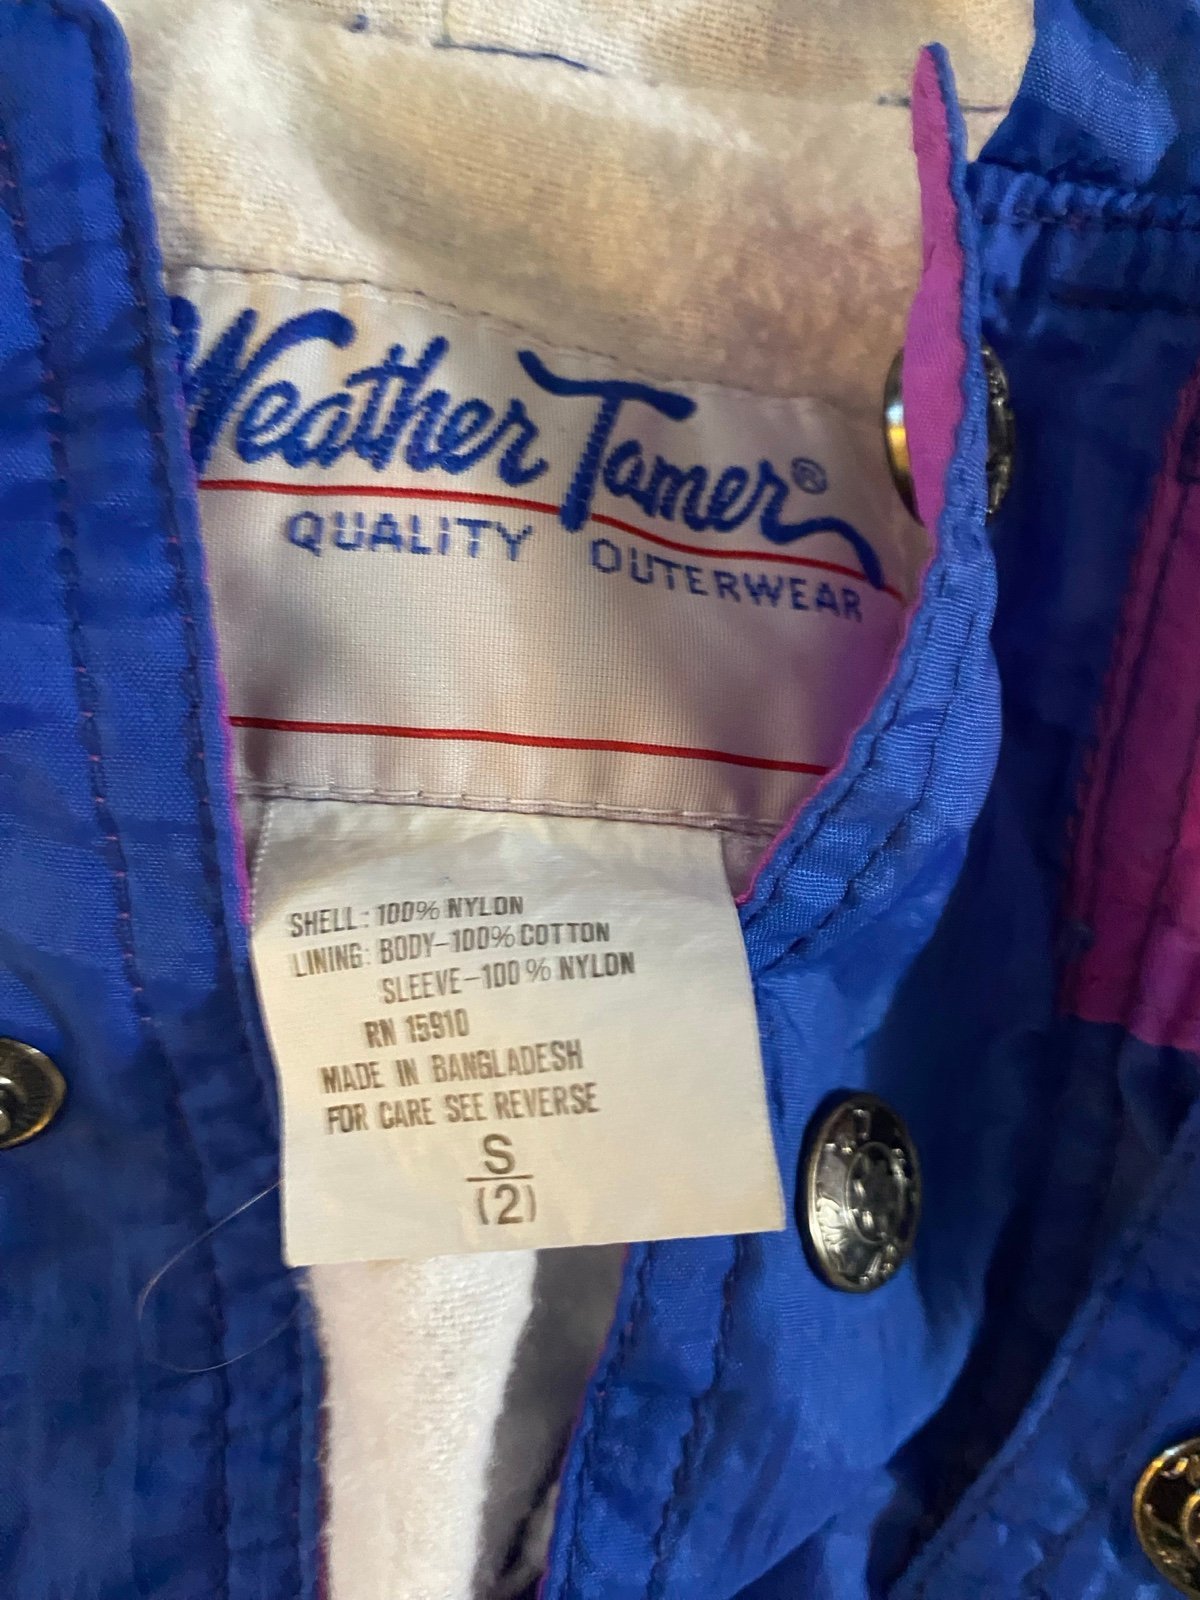 Weather Tamer®
QUALITY OUTERWEAR
SHELL: 100% NYLON
LINING: BODY-100% COTTON
SLEEVE-100% NYLON
RN 15910
MADE IN BANGLADESH
FOR CARE SEE REVERSE
S
(2)